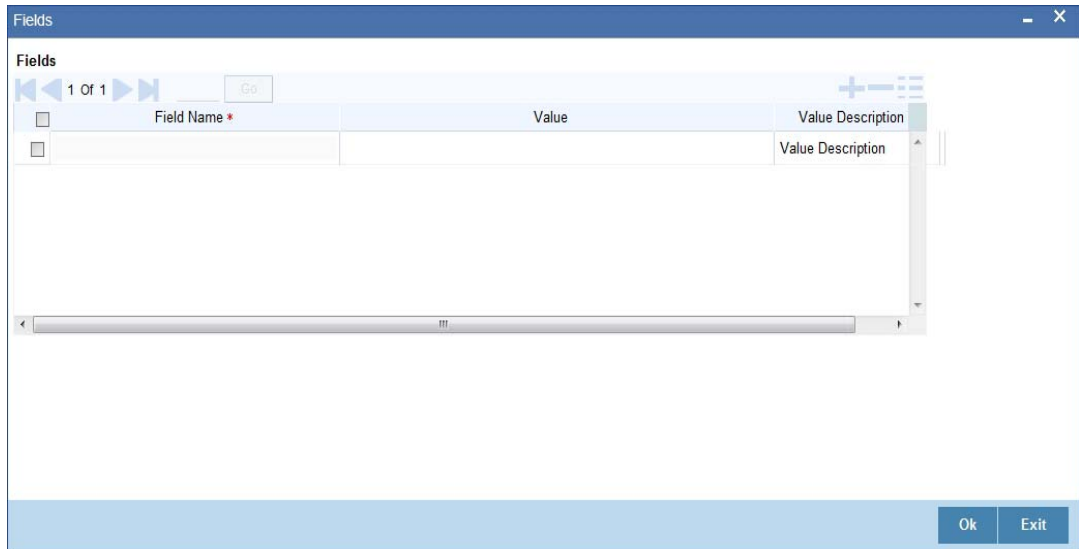 Fields
Fields
1 Of 1 Go
Field Name * Value Value Description
Value Description
Ok Exit